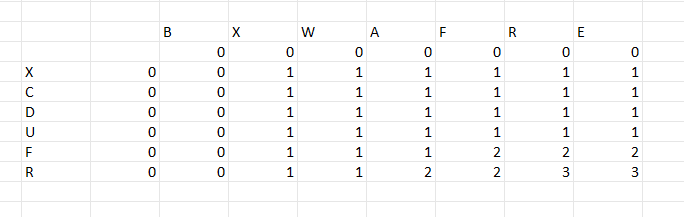 B X W A F R E
0 0 0 0 0 0 0
X 0 0 1 1 1 1 1 1
C 0 0 1 1 1 1 1 1
D 0 0 1 1 1 1 1 1
U 0 0 1 1 1 1 1 1
F 0 0 1 1 1 2 2 2
R 0 0 1 1 2 2 3 3